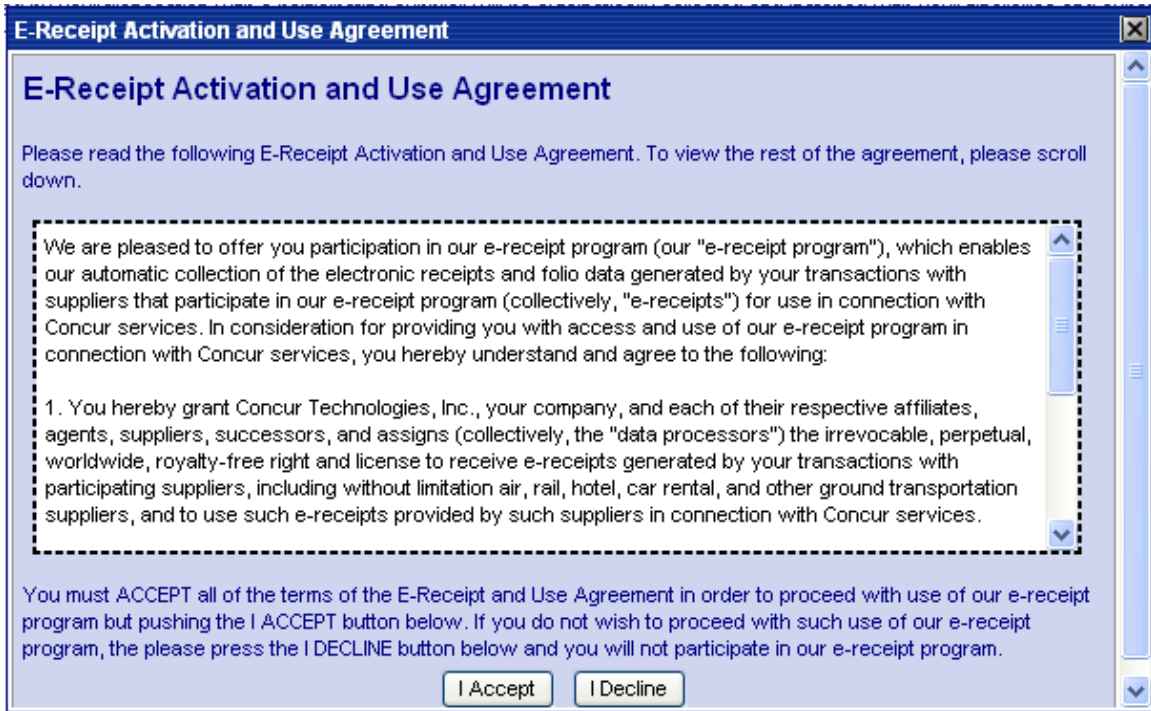 E-Receipt Activation and Use Agreement
E-Receipt Activation and Use Agreement
Please read the following E-Receipt Activation and Use Agreement. To view the rest of the agreement, please scroll
down.
We are pleased to offer you participation in our e-receipt program (our "e-receipt program"), which enables
our automatic collection of the electronic receipts and folio data generated by your transactions with
suppliers that participate in our e-receipt program (collectively, "e-receipts") for use in connection with
Concur services. In consideration for providing you with access and use of our e-receipt program in
connection with Concur services, you hereby understand and agree to the following:
1. You hereby grant Concur Technologies, Inc., your company, and each of their respective affiliates,
agents, suppliers, successors, and assigns (collectively, the "data processors") the irrevocable, perpetual,
worldwide, royalty-free right and license to receive e-receipts generated by your transactions with
participating suppliers, including without limitation air, rail, hotel, car rental, and other ground transportation
suppliers, and to use such e-receipts provided by such suppliers in connection with Concur services.
You must ACCEPT all of the terms of the E-Receipt and Use Agreement in order to proceed with use of our e-receipt
program but pushing the I ACCEPT button below. If you do not wish to proceed with such use of our e-receipt
program, the please press the I DECLINE button below and you will not participate in our e-receipt program.
I Accept I Decline